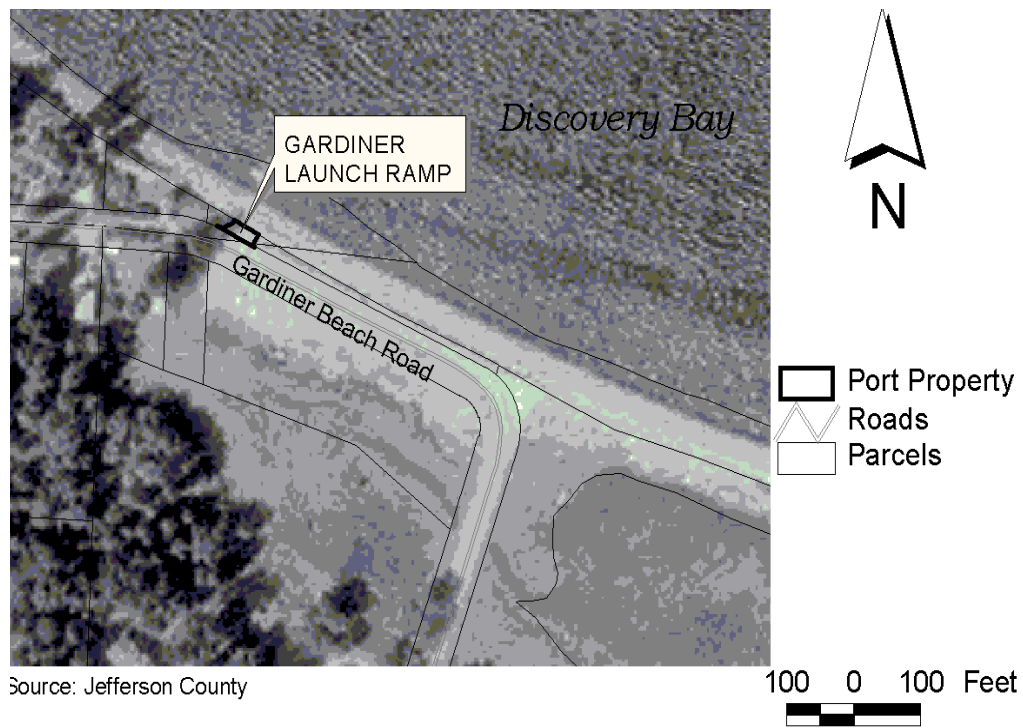 Discovery Bay
GARDINER
LAUNCH RAMP
N
Gardiner Beach Road
Port Property
Roads
Parcels
Source: Jefferson County
100 0 100 Feet